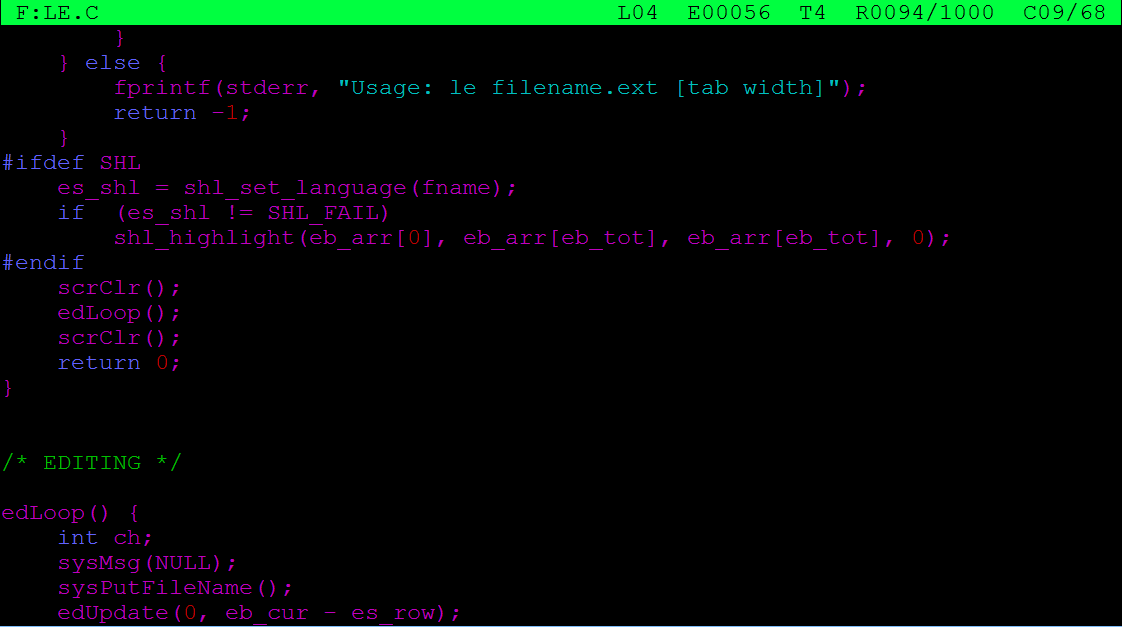 F:LE.C L04 E00056 T4 R0094/1000 C09/68
        }
    } else {
        fprintf(stderr, "Usage: le filename.ext [tab width]");
        return -1;
    }
#ifdef SHL
    es_shl = shl_set_language(fname);
    if  (es_shl != SHL_FAIL)
        shl_highlight(eb_arr[0], eb_arr[eb_tot], eb_arr[eb_tot], 0);
#endif
    scrClr();
    edLoop();
    scrClr();
    return 0;
}
/* EDITING */
edLoop() {
    int ch;
    sysMsg(NULL);
    sysPutFileName();
    edUpdate(0, eb_cur - es_row);